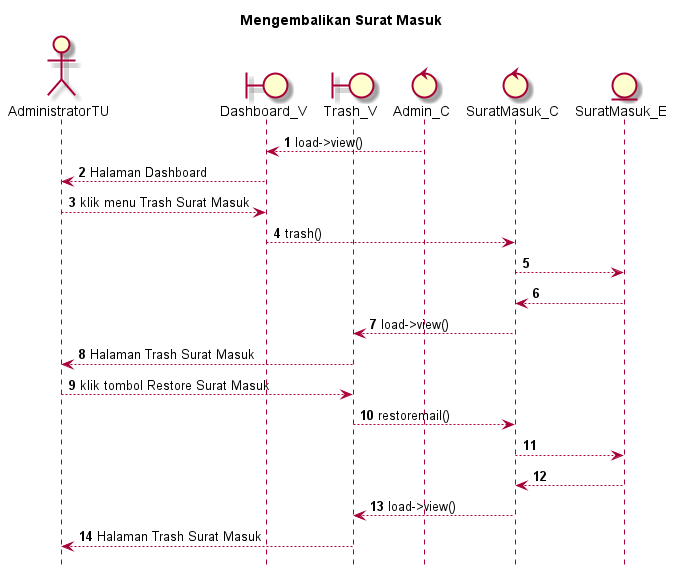 Mengembalikan Surat Masuk
AdministratorTU Dashboard_V Trash_V Admin_C SuratMasuk_C SuratMasuk_E
1 load->view()
2 Halaman Dashboard
3 klik menu Trash Surat Masuk
4 trash()
5
6
7 load->view()
8 Halaman Trash Surat Masuk
9 klik tombol Restore Surat Masuk
10 restoremail()
11
12
13 load->view()
14 Halaman Trash Surat Masuk